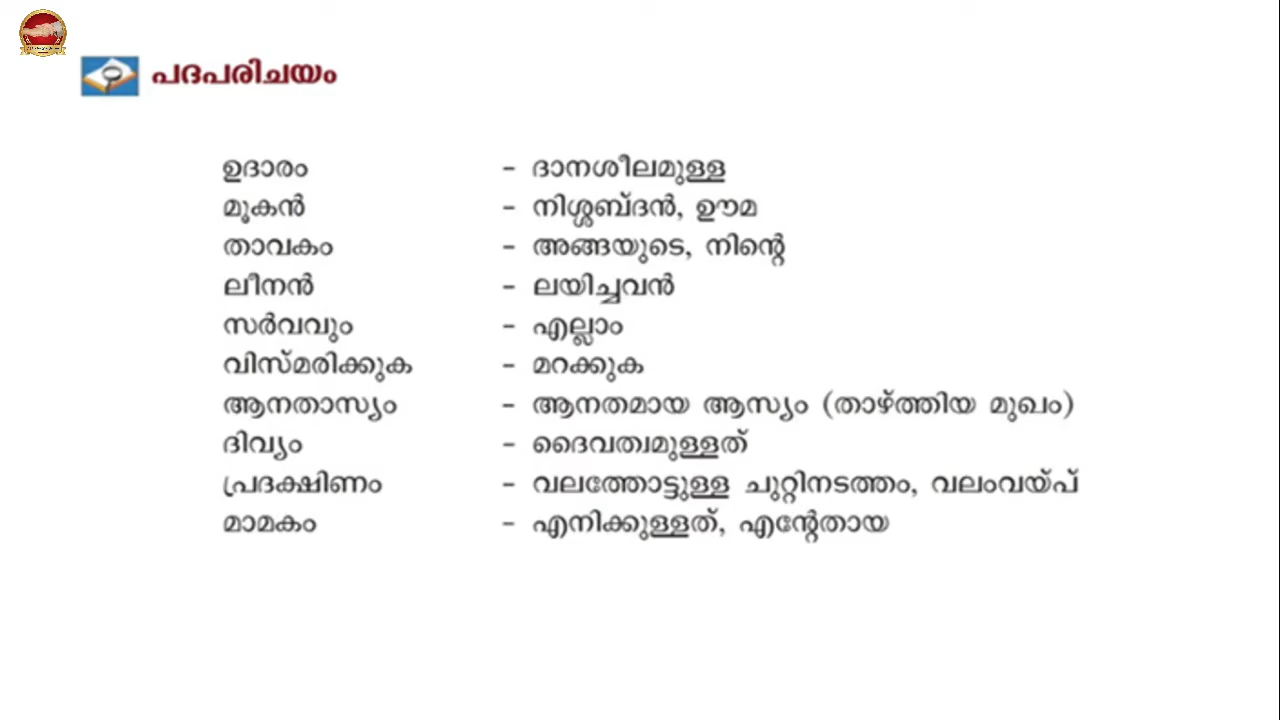 പദപരിചയം
ഉദാരം - ദാനശീലമുള്ള
മൂകൻ - നിശ്ശബ്ദൻ, ഊമ
താവകം - അങ്ങയുടെ, നിന്റെ
ലീനൻ - ലയിച്ചവൻ
സർവവും - എല്ലാം
വിസ്മരിക്കുക - മറക്കുക
ആനതാസ്യം - ആനതമായ ആസ്യം (താഴ്ത്തിയ മുഖം)
ദിവ്യം - ദൈവത്വമുള്ളത്
പ്രദക്ഷിണം - വലത്തോട്ടുള്ള ചുറ്റിനടത്തം, വലംവയ്പ്
മാമകം - എനിക്കുള്ളത്, എന്റേതായ